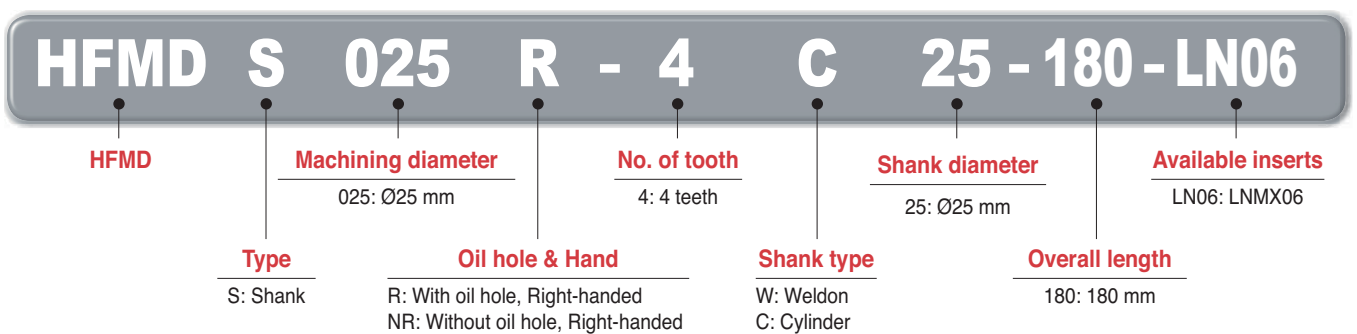 HFMD S 025 R - 4 C 25 - 180 - LN06
HFMD
Machining diameter
025: Ø25 mm
No. of tooth
4: 4 teeth
Shank diameter
25: Ø25 mm
Available inserts
LN06: LNMX06
Type
S: Shank
Oil hole & Hand
R: With oil hole, Right-handed
NR: Without oil hole, Right-handed
Shank type
W: Weldon
C: Cylinder
Overall length
180: 180 mm